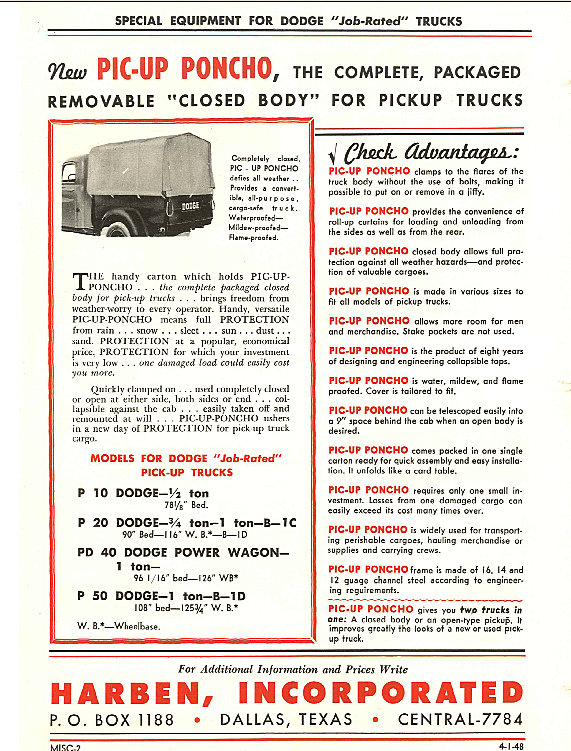 SPECIAL EQUIPMENT FOR DODGE "Job-Rated" TRUCKS
New PIC-UP PONCHO, THE COMPLETE, PACKAGED
REMOVABLE "CLOSED BODY" FOR PICKUP TRUCKS
Completely closed,
PIC - UP PONCHO
defies all weather . .
Provides a convert-
ible, all-purpose,
cargo-safe truck.
Waterproofed—
Mildew-proofed—
Flame-proofed.
DODGE
THE handy carton which holds PIC-UP-
PONCHO . . . the complete packaged closed
body for pick-up trucks . . . brings freedom from
weather-worry to every operator. Handy, versatile
PIC-UP-PONCHO means full PROTECTION
from rain . . . snow . . . sleet . . . sun . . . dust . . .
sand. PROTECTION at a popular, economical
price, PROTECTION for which your investment
is very low . . . one damaged load could easily cost
you more.
Quickly clamped on . . . used completely closed
or open at either side, both sides or end . . . col-
lapsible against the cab . . . easily taken off and
remounted at will . . . PIC-UP-PONCHO ushers
in a new day of PROTECTION for pick-up truck
cargo.
MODELS FOR DODGE "Job-Rated"
PICK-UP TRUCKS
P 10 DODGE—½ ton
78⅛" Bed.
P 20 DODGE—¾ ton—1 ton—B—1C
90" Bed—116" W. B.*—B—1D
PD 40 DODGE POWER WAGON—
1 ton—
96 1/16" bed—126" WB*
P 50 DODGE—1 ton—B—1D
108" bed—125¾" W. B.*
W. B.*—Wheelbase.
√ Check Advantages:
PIC-UP PONCHO clamps to the flares of the
truck body without the use of bolts, making it
possible to put on or remove in a jiffy.
PIC-UP PONCHO provides the convenience of
roll-up curtains for loading and unloading from
the sides as well as from the rear.
PIC-UP PONCHO closed body allows full pro-
tection against all weather hazards—and protec-
tion of valuable cargoes.
PIC-UP PONCHO is made in various sizes to
fit all models of pickup trucks.
PIC-UP PONCHO allows more room for men
and merchandise. Stake pockets are not used.
PIC-UP PONCHO is the product of eight years
of designing and engineering collapsible tops.
PIC-UP PONCHO is water, mildew, and flame
proofed. Cover is tailored to fit.
PIC-UP PONCHO can be telescoped easily into
a 9" space behind the cab when an open body is
desired.
PIC-UP PONCHO comes packed in one single
carton ready for quick assembly and easy installa-
tion. It unfolds like a card table.
PIC-UP PONCHO requires only one small in-
vestment. Losses from one damaged cargo can
easily exceed its cost many times over.
PIC-UP PONCHO is widely used for transport-
ing perishable cargoes, hauling merchandise or
supplies and carrying crews.
PIC-UP PONCHO frame is made of 16, 14 and
12 guage channel steel according to engineer-
ing requirements.
PIC-UP PONCHO gives you two trucks in
one: A closed body or an open-type pickup. It
improves greatly the looks of a new or used pick-
up truck.
For Additional Information and Prices Write
HARBEN, INCORPORATED
P. O. BOX 1188 • DALLAS, TEXAS • CENTRAL-7784
MISC-2
4-1-48